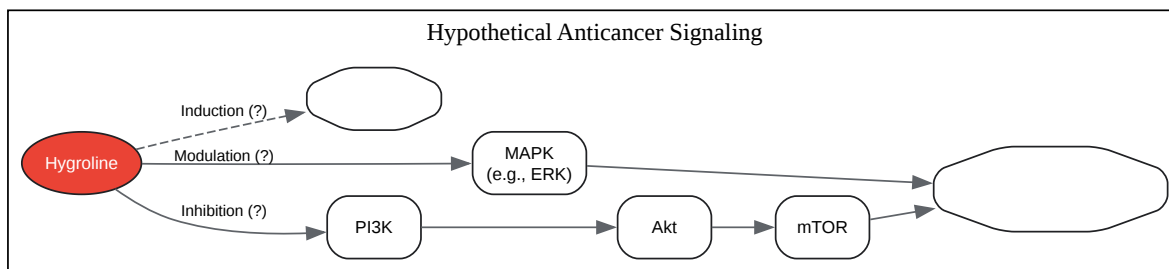 Hypothetical Anticancer Signaling
Induction (?)
Hygroline
Modulation (?)
MAPK
(e.g., ERK)
Inhibition (?)
PI3K
Akt
mTOR